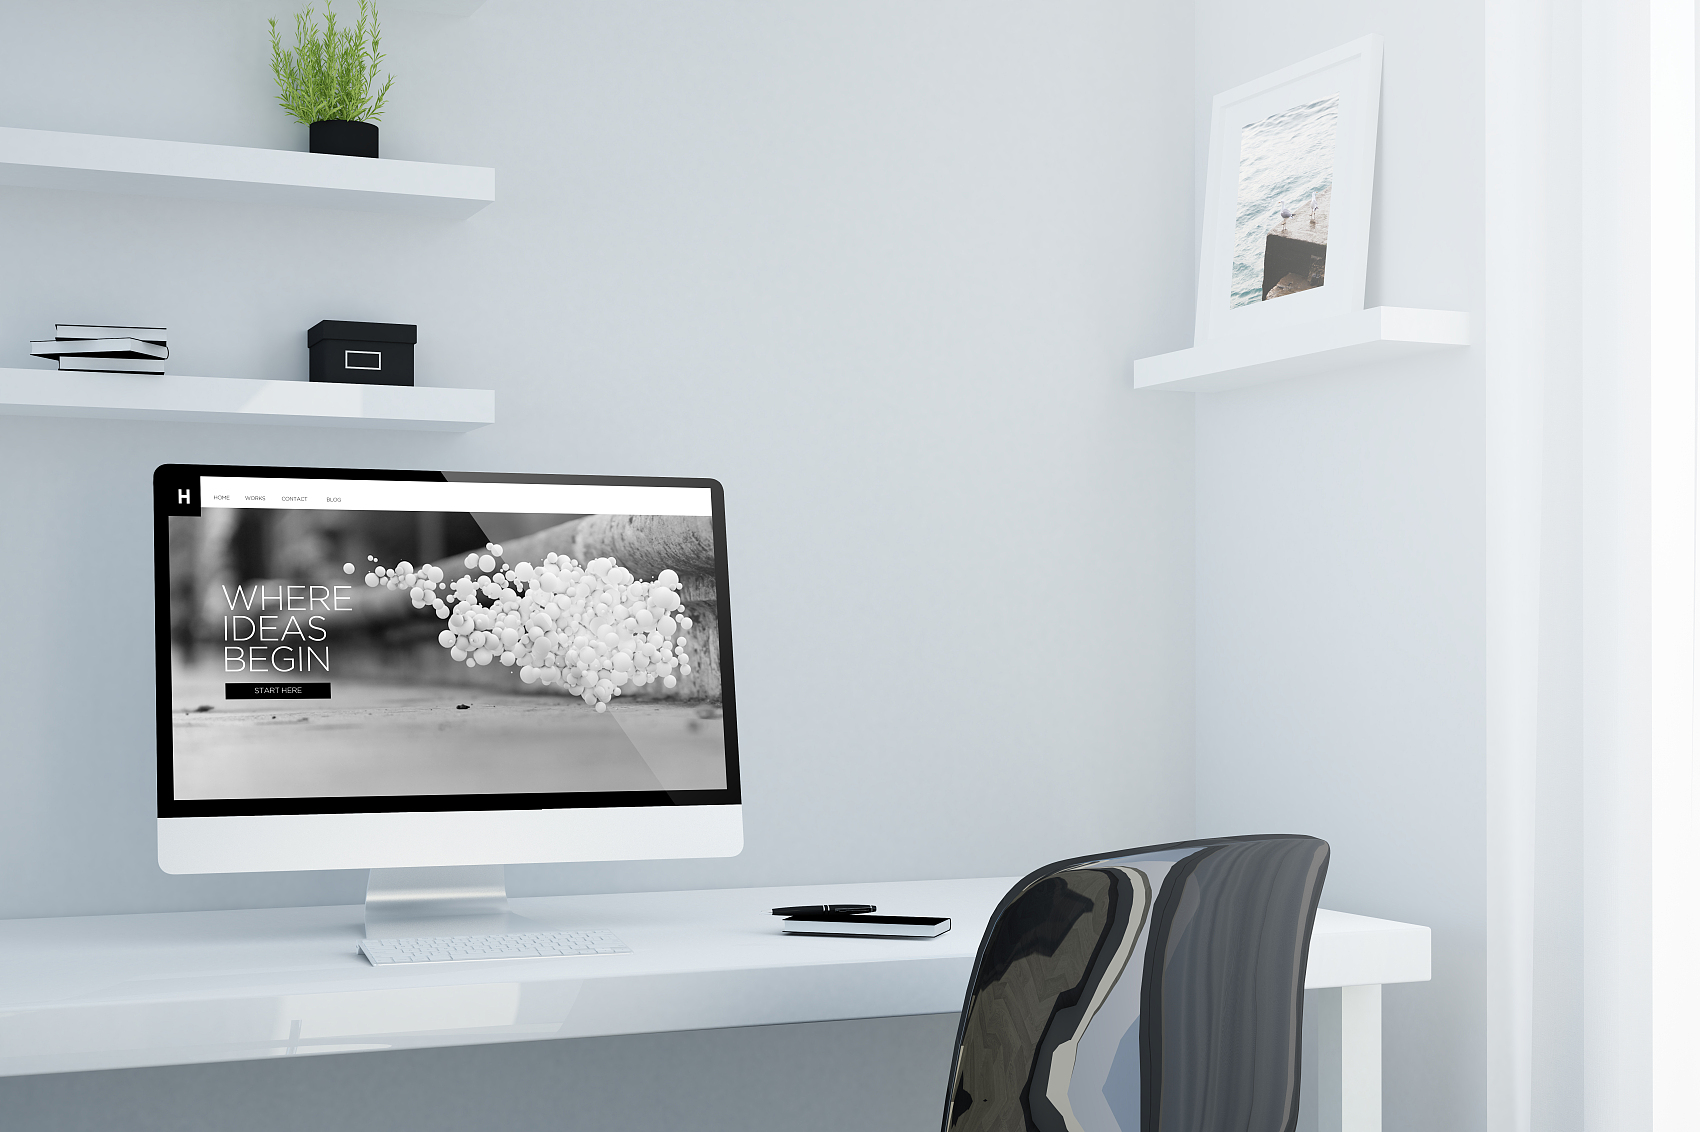 H
HOME WORKS CONTACT BLOG
WHERE
IDEAS
BEGIN
START HERE